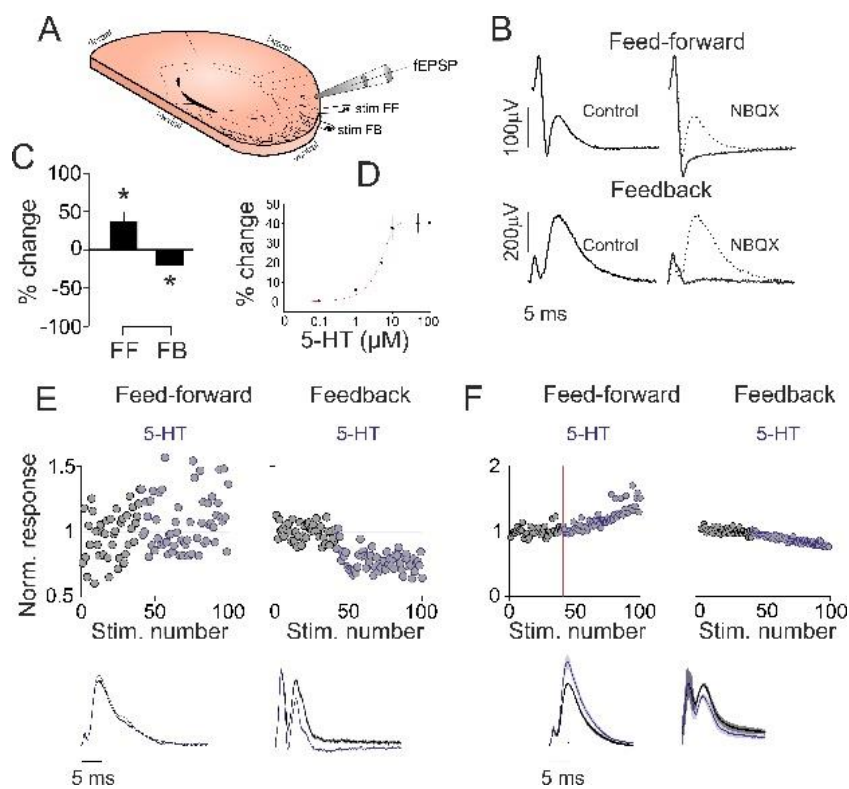 A
fEPSP
stim FF
stim FB
B
Feed-forward
100µV
Control
NBQX
Feedback
200µV
Control
NBQX
5 ms
C
% change
100
50
0
-50
-100
*
*
FF
FB
D
% change
50
40
30
20
10
0
0
0.1
1
10
100
5-HT (µM)
E
Feed-forward
Feedback
5-HT
5-HT
Norm. response
1.5
1
0.5
0
50
100
0
50
100
Stim. number
Stim. number
5 ms
F
Feed-forward
Feedback
5-HT
5-HT
2
1
0
0
50
100
0
50
100
Stim. number
Stim. number
5 ms